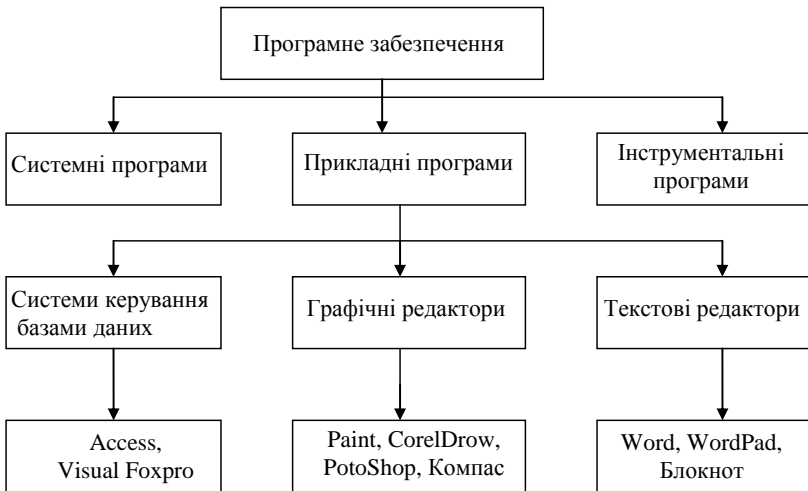 Програмне забезпечення
Системні програми
Прикладні програми
Інструментальні
програми
Системи керування
базами даних
Графічні редактори
Текстові редактори
Access,
Visual Foxpro
Paint, CorelDrow,
PotoShop, Компас
Word, WordPad,
Блокнот